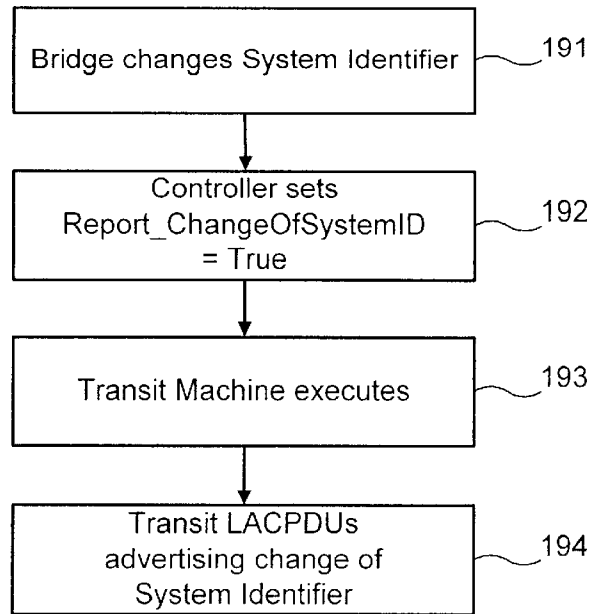 Bridge changes System Identifier
191
Controller sets
Report_ChangeOfSystemID
= True
192
Transit Machine executes
193
Transit LACPDUs
advertising change of
System Identifier
194